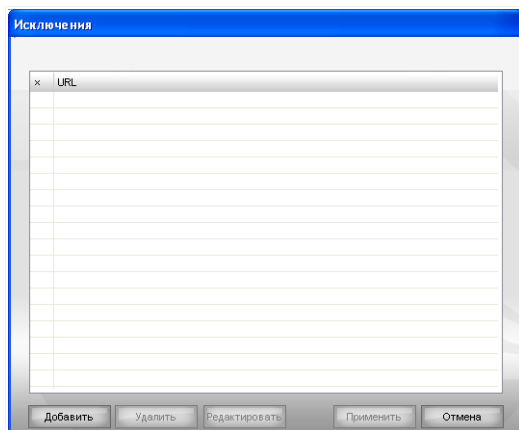 Исключения
× URL
Добавить Удалить Редактировать Применить Отмена